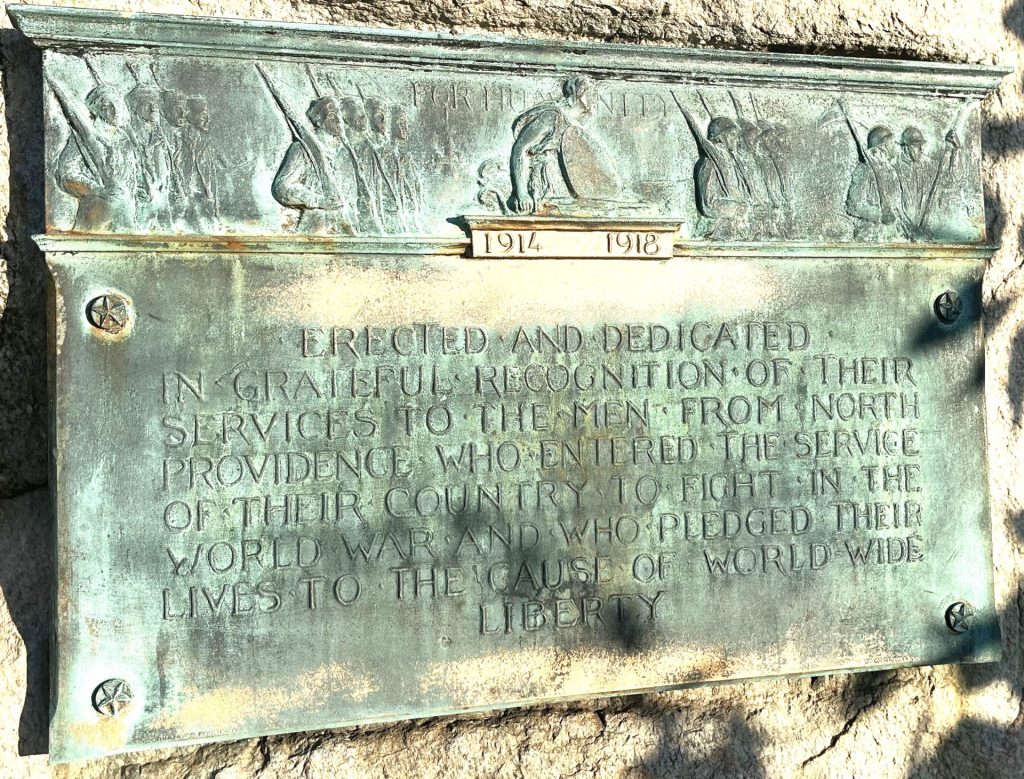 FOR HUMANITY
1914 1918
ERECTED · AND · DEDICATED
IN · GRATEFUL · RECOGNITION · OF · THEIR
SERVICES · TO · THE · MEN · FROM · NORTH
PROVIDENCE · WHO · ENTERED · THE · SERVICE
OF · THEIR · COUNTRY · TO · FIGHT · IN · THE
WORLD · WAR · AND · WHO · PLEDGED · THEIR
LIVES · TO · THE · CAUSE · OF · WORLD · WIDE
LIBERTY